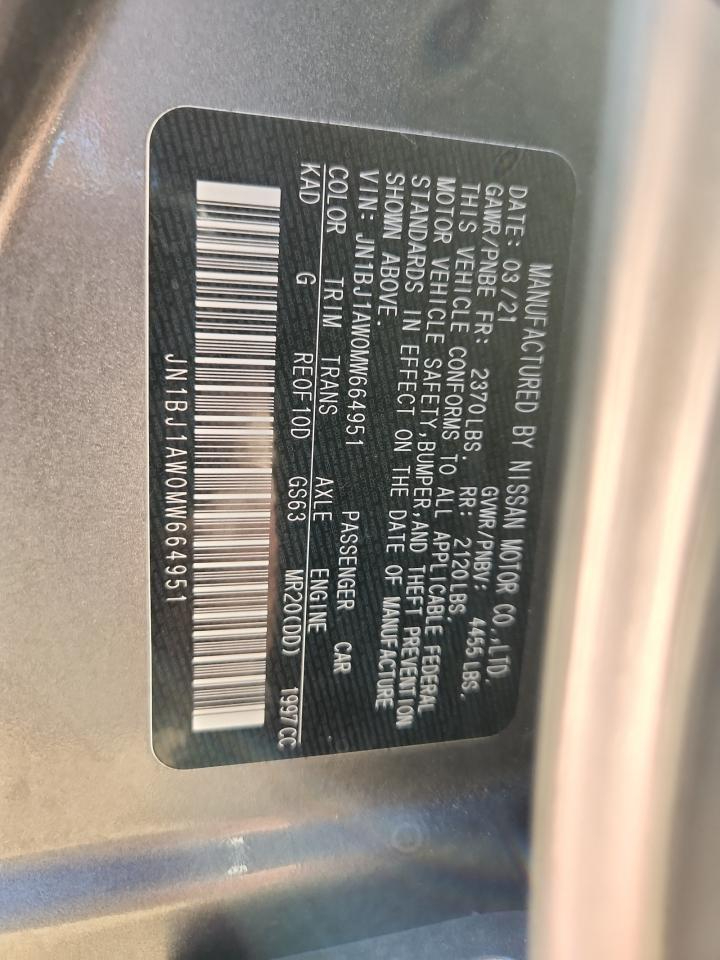 MANUFACTURED BY NISSAN MOTOR CO.,LTD.
DATE: 03/21 GVWR/PNBV: 4455LBS.
GAWR/PNBE FR: 2370LBS. RR: 2120LBS.
THIS VEHICLE CONFORMS TO ALL APPLICABLE FEDERAL
MOTOR VEHICLE SAFETY,BUMPER,AND THEFT PREVENTION
STANDARDS IN EFFECT ON THE DATE OF MANUFACTURE
SHOWN ABOVE.
VIN: JN1BJ1AW0MW664951 PASSENGER CAR
COLOR TRIM TRANS AXLE ENGINE
KAD G RE0F10D GS63 MR20(DD) 1997CC
JN1BJ1AW0MW664951